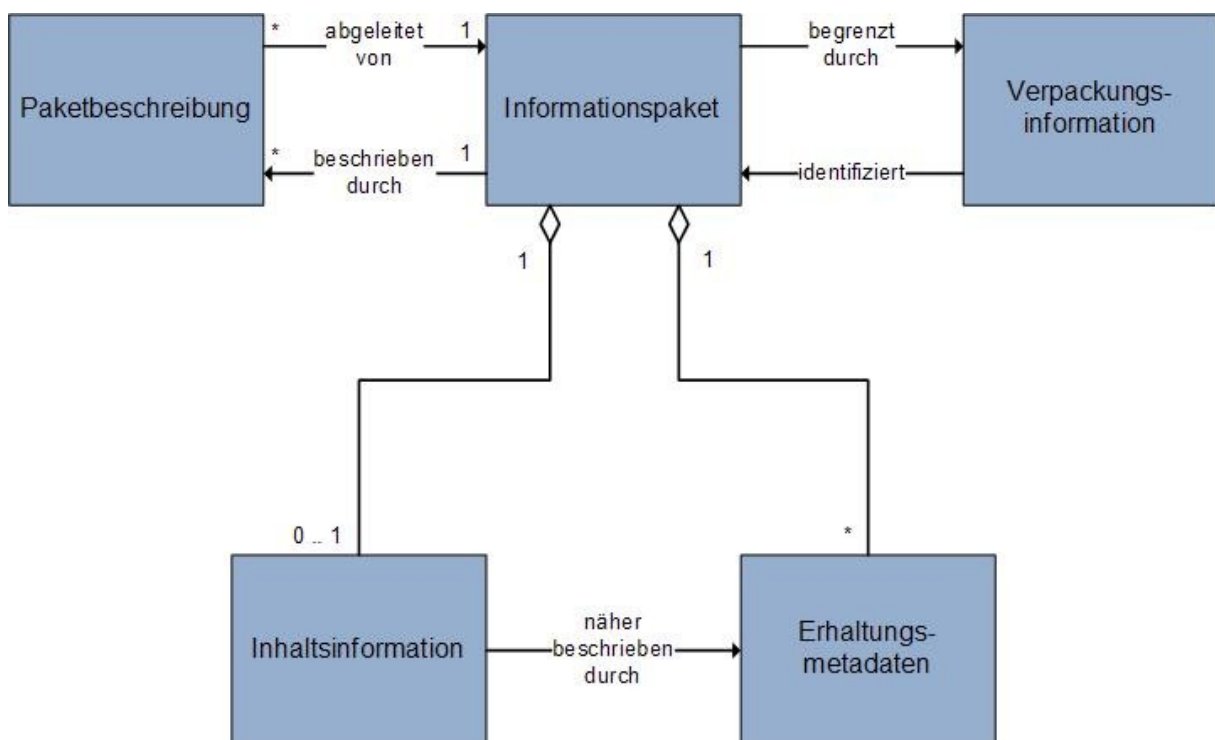 *
abgeleitet
von
1
begrenzt
durch
Paketbeschreibung
Informationspaket
Verpackungs-
information
*
beschrieben
durch
1
identifiziert
1
1
0 .. 1
*
Inhaltsinformation
näher
beschrieben
durch
Erhaltungs-
metadaten